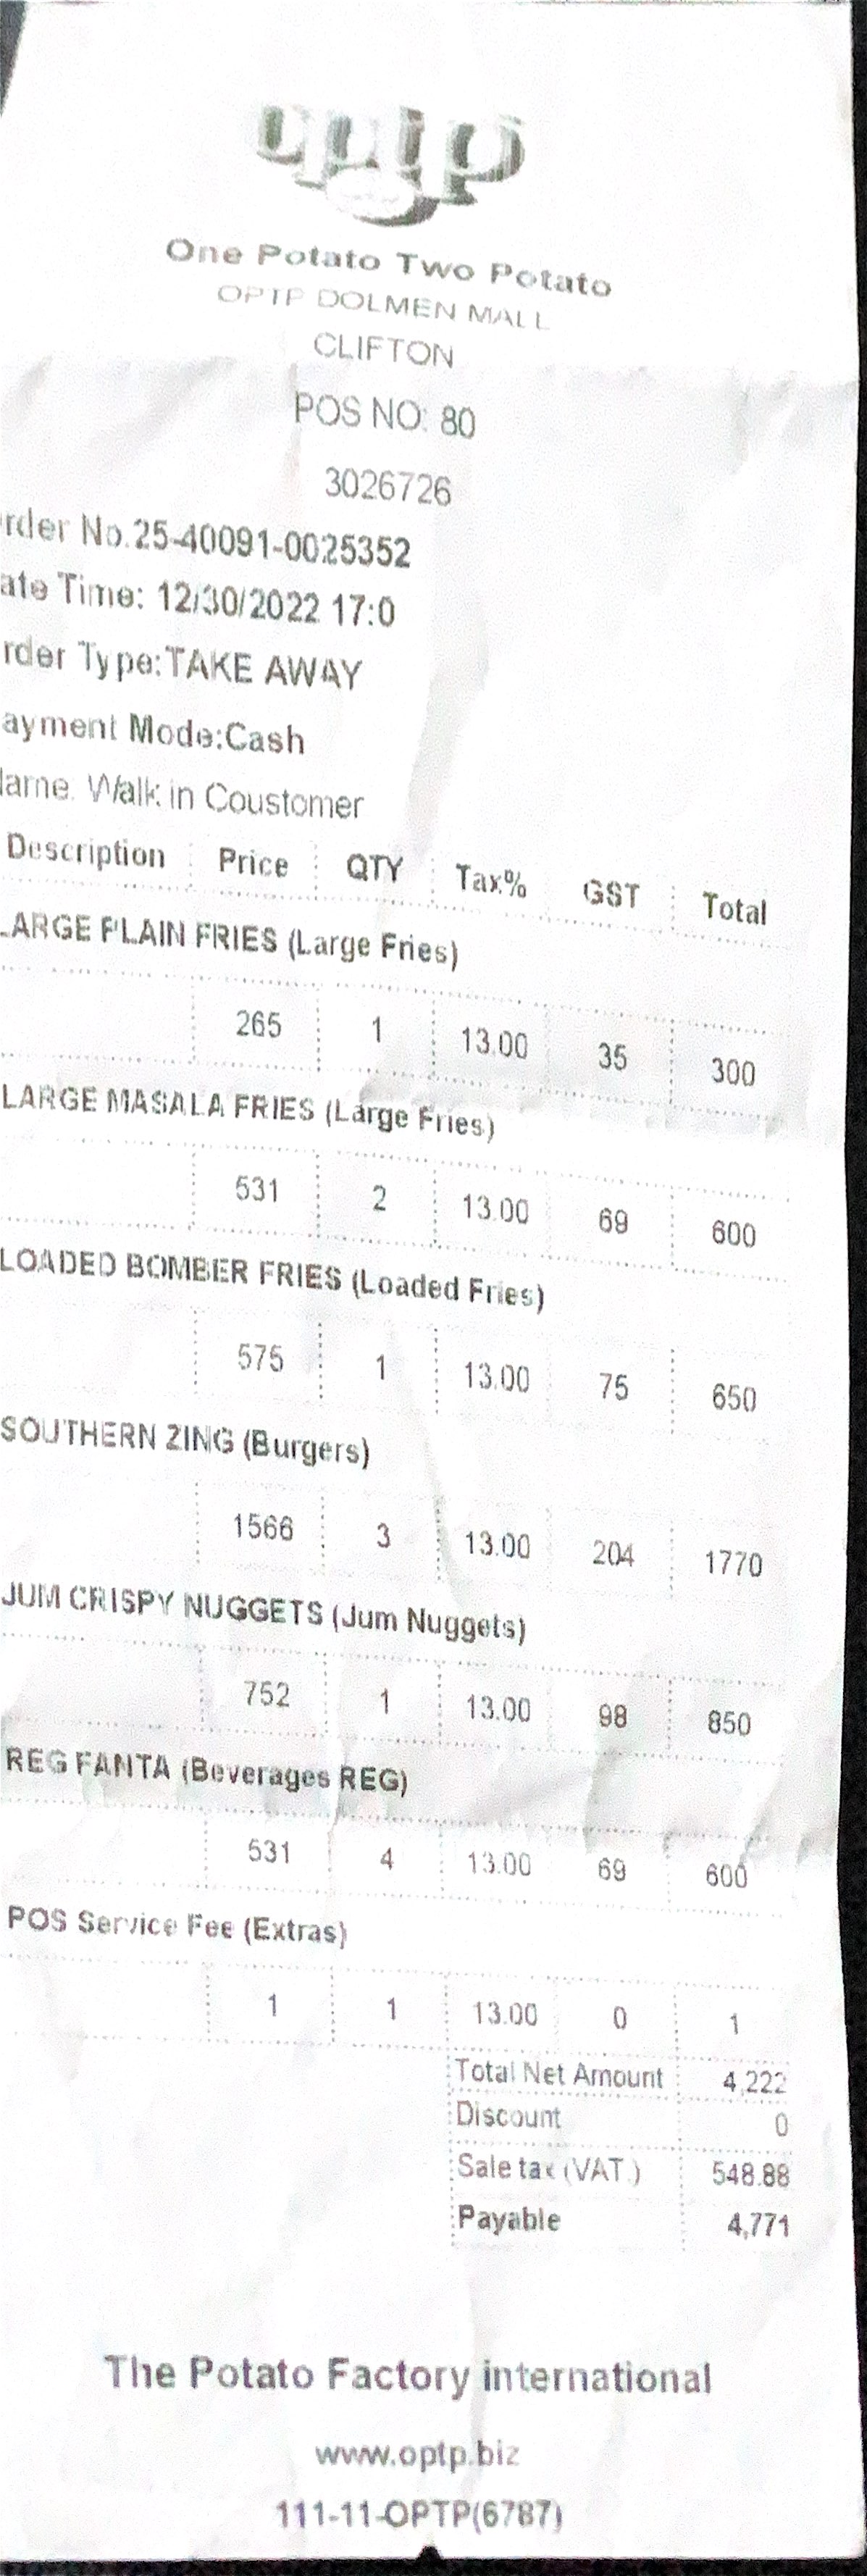 optp
One Potato Two Potato
OPTP DOLMEN MALL
CLIFTON
POS NO: 80
3026726
rder No.25-40091-0025352
ate Time: 12/30/2022 17:0
rder Type:TAKE AWAY
ayment Mode:Cash
lame: Walk in Coustomer
Description Price QTY Tax% GST Total
LARGE PLAIN FRIES (Large Fries)
265 1 13.00 35 300
LARGE MASALA FRIES (Large Fries)
531 2 13.00 69 600
LOADED BOMBER FRIES (Loaded Fries)
575 1 13.00 75 650
SOUTHERN ZING (Burgers)
1566 3 13.00 204 1770
JUM CRISPY NUGGETS (Jum Nuggets)
752 1 13.00 98 850
REG FANTA (Beverages REG)
531 4 13.00 69 600
POS Service Fee (Extras)
1 1 13.00 0 1
Total Net Amount 4,222
Discount 0
Sale tax (VAT.) 548.88
Payable 4,771
The Potato Factory international
www.optp.biz
111-11-OPTP(6787)